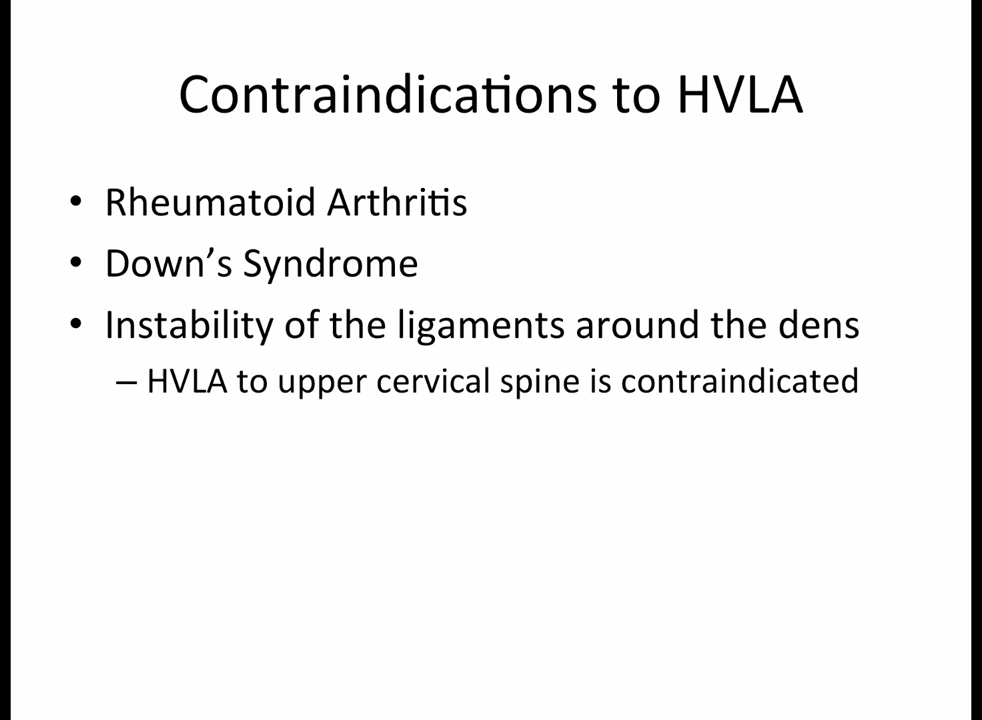 Contraindications to HVLA
• Rheumatoid Arthritis
• Down’s Syndrome
• Instability of the ligaments around the dens
– HVLA to upper cervical spine is contraindicated